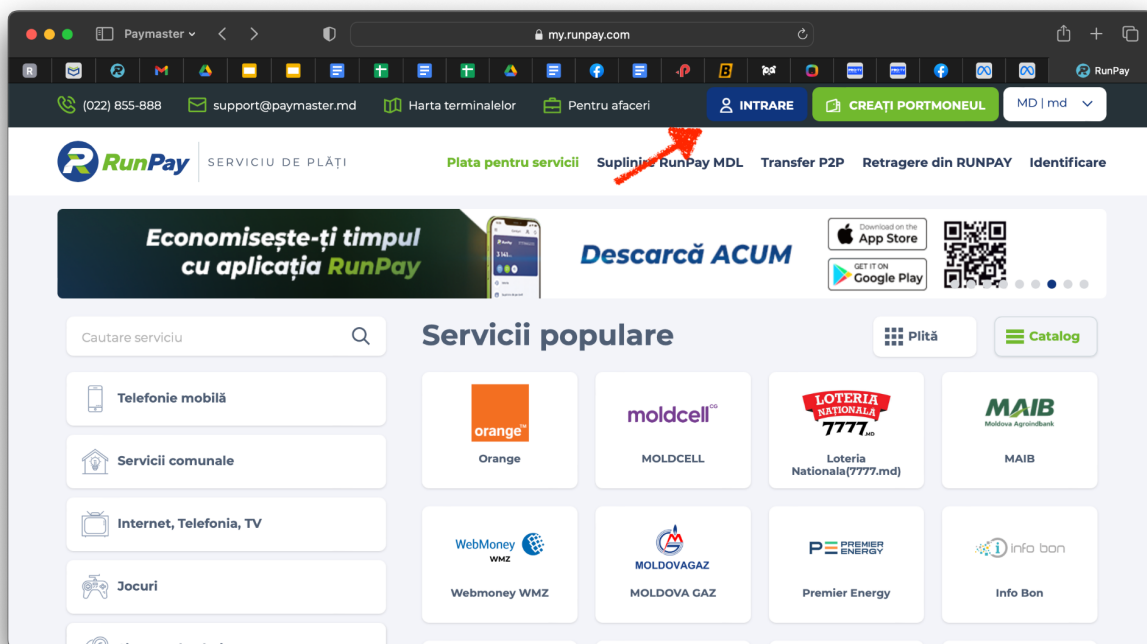 Paymaster
my.runpay.com
RunPay
(022) 855-888
support@paymaster.md
Harta terminalelor
Pentru afaceri
INTRARE
CREAȚI PORTMONEUL
MD | md
RunPay
SERVICIU DE PLĂȚI
Plata pentru servicii
Suplinire RunPay MDL
Transfer P2P
Retragere din RUNPAY
Identificare
Economisește-ți timpul
cu aplicația RunPay
Descarcă ACUM
Download on the
App Store
GET IT ON
Google Play
Cautare serviciu
Servicii populare
Plită
Catalog
Telefonie mobilă
Servicii comunale
Internet, Telefonia, TV
Jocuri
orange™
Orange
moldcell
MOLDCELL
LOTERIA
NAȚIONALĂ
7777.MD
Loteria
Nationala(7777.md)
MAIB
Moldova Agroindbank
MAIB
WebMoney
WMZ
Webmoney WMZ
MOLDOVAGAZ
MOLDOVA GAZ
PREMIER
ENERGY
Premier Energy
info bon
Info Bon